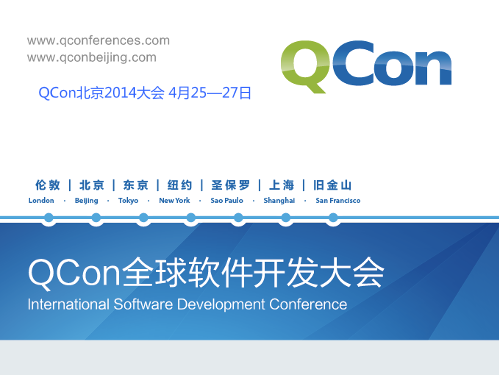 www.qconferences.com
www.qconbeijing.com
QCon
QCon北京2014大会 4月25—27日
伦敦 | 北京 | 东京 | 纽约 | 圣保罗 | 上海 | 旧金山
London · Beijing · Tokyo · New York · Sao Paulo · Shanghai · San Francisco
QCon全球软件开发大会
International Software Development Conference